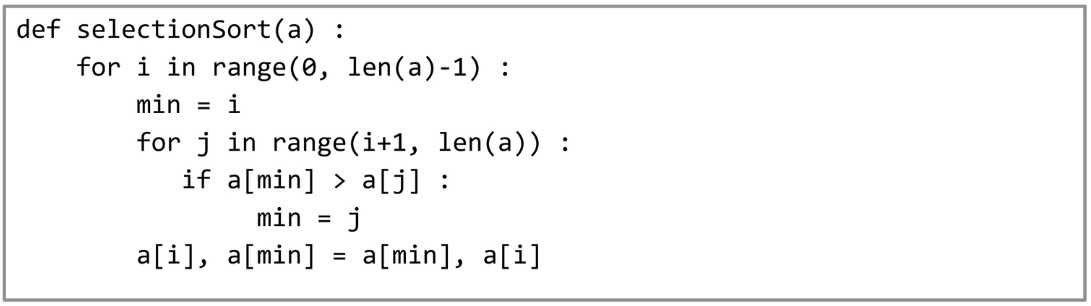 def selectionSort(a) :
    for i in range(0, len(a)-1) :
        min = i
        for j in range(i+1, len(a)) :
           if a[min] > a[j] :
                min = j
        a[i], a[min] = a[min], a[i]